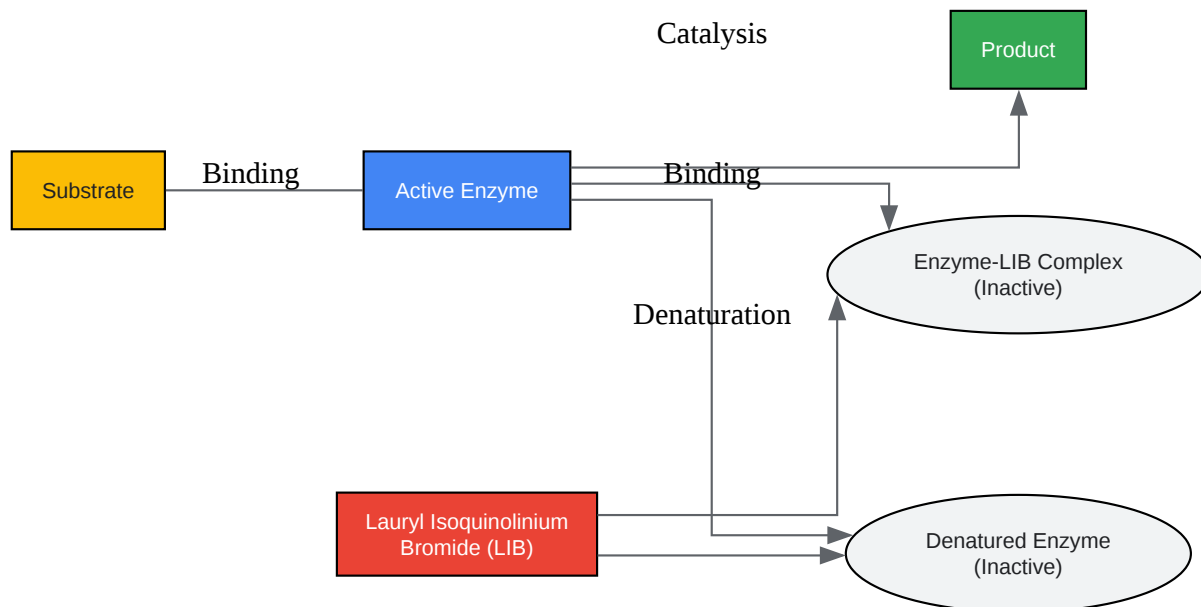 Catalysis
Product
Substrate
Binding
Active Enzyme
Binding
Enzyme-LIB Complex
(Inactive)
Denaturation
Lauryl Isoquinolinium
Bromide (LIB)
Denatured Enzyme
(Inactive)